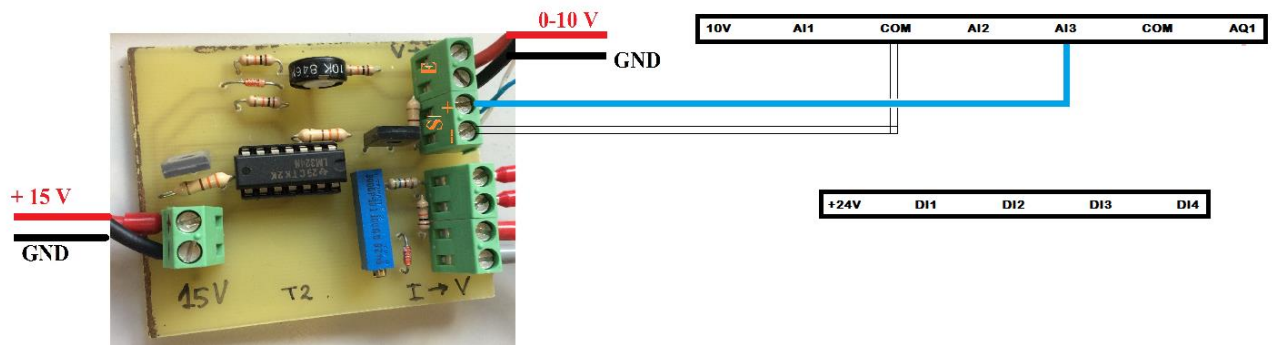 0-10 V
GND
10V AI1 COM AI2 AI3 COM AQ1
10K 846
E
+
S
-
LM324N
+ 15 V
GND
+24V DI1 DI2 DI3 DI4
15V T2 I → V